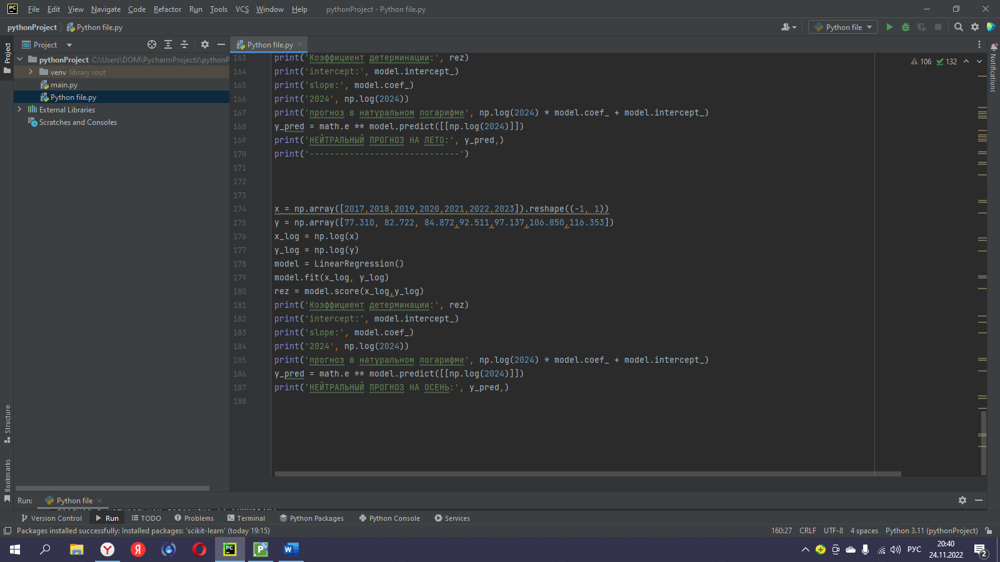 PC File Edit View Navigate Code Refactor Run Tools VCS Window Help pythonProject - Python file.py
pythonProject Python file.py Python file
Project Project Python file.py
pythonProject C:\Users\DOM\PycharmProjects\pythonP
venv library root
main.py
Python file.py
External Libraries
Scratches and Consoles
106 132
Notifications
163 print('Коэффициент детерминации:', rez)
164 print('intercept:', model.intercept_)
165 print('slope:', model.coef_)
166 print('2024', np.log(2024))
167 print('прогноз в натуральном логарифме', np.log(2024) * model.coef_ + model.intercept_)
168 y_pred = math.e ** model.predict([[np.log(2024)]])
169 print('НЕЙТРАЛЬНЫЙ ПРОГНОЗ НА ЛЕТО:', y_pred,)
170 print('------------------------------')
171
172
173
174 x = np.array([2017,2018,2019,2020,2021,2022,2023]).reshape((-1, 1))
175 y = np.array([77.310, 82.722, 84.872,92.511,97.137,106.850,116.353])
176 x_log = np.log(x)
177 y_log = np.log(y)
178 model = LinearRegression()
179 model.fit(x_log, y_log)
180 rez = model.score(x_log,y_log)
181 print('Коэффициент детерминации:', rez)
182 print('intercept:', model.intercept_)
183 print('slope:', model.coef_)
184 print('2024', np.log(2024))
185 print('прогноз в натуральном логарифме', np.log(2024) * model.coef_ + model.intercept_)
186 y_pred = math.e ** model.predict([[np.log(2024)]])
187 print('НЕЙТРАЛЬНЫЙ ПРОГНОЗ НА ОСЕНЬ:', y_pred,)
188
Structure
Bookmarks
Run: Python file
Version Control Run TODO Problems Terminal Python Packages Python Console Services
Packages installed successfully: Installed packages: 'scikit-learn' (today 19:15) 160:27 CRLF UTF-8 4 spaces Python 3.11 (pythonProject)
Я PC P W РУС 20:40
24.11.2022 2